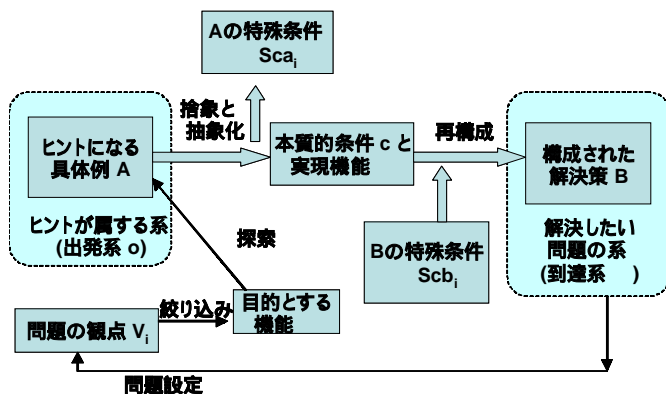 Aの特殊条件
Sca i
捨象と
抽象化
ヒントになる
具体例 A
本質的条件 c と
実現機能
再構成
構成された
解決策 B
ヒントが属する系
(出発系 o)
Bの特殊条件
Scb i
解決したい
問題の系
(到達系 )
探索
目的とする
機能
絞り込み
問題の観点 V i
問題設定